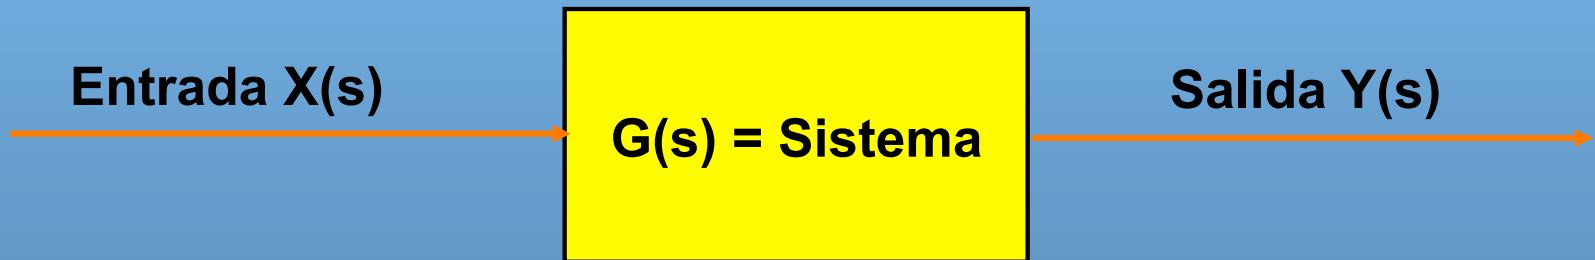 Entrada X(s)
G(s) = Sistema
Salida Y(s)